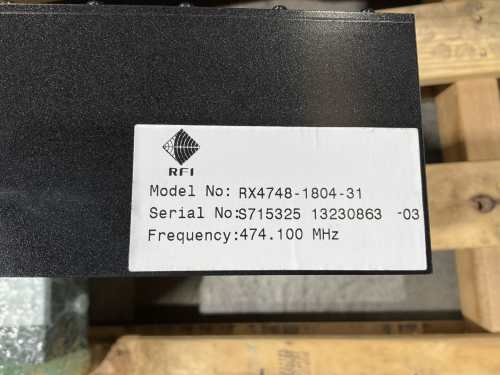 RFI
Model No: RX4748-1804-31
Serial No:S715325 13230863 -03
Frequency:474.100 MHz